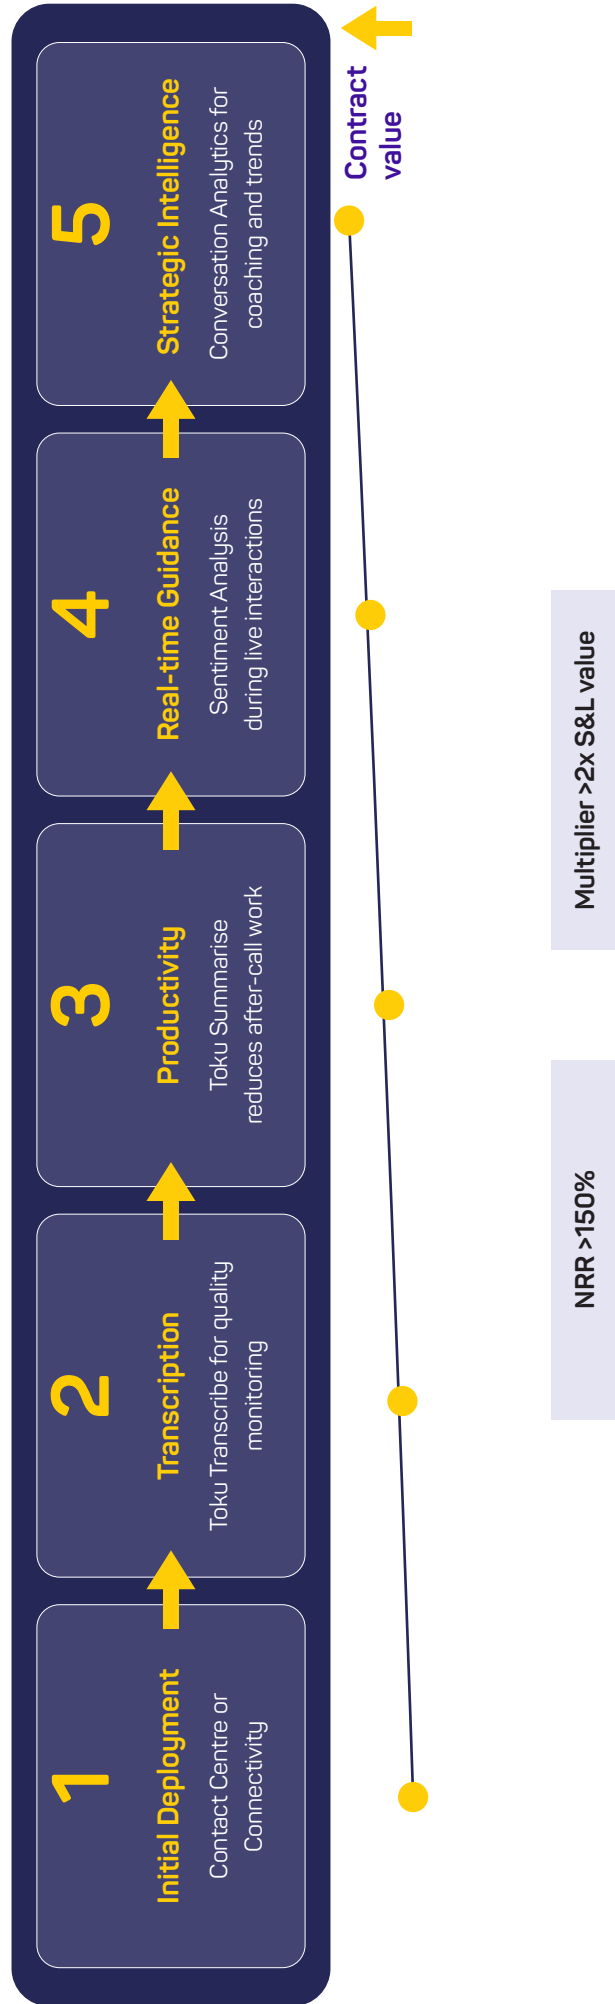 1
Initial Deployment
Contact Centre or
Connectivity
2
Transcription
Toku Transcribe for quality
monitoring
3
Productivity
Toku Summarise
reduces after-call work
4
Real-time Guidance
Sentiment Analysis
during live interactions
5
Strategic Intelligence
Conversation Analytics for
coaching and trends
Contract
value
NRR >150%
Multiplier >2x S&L value